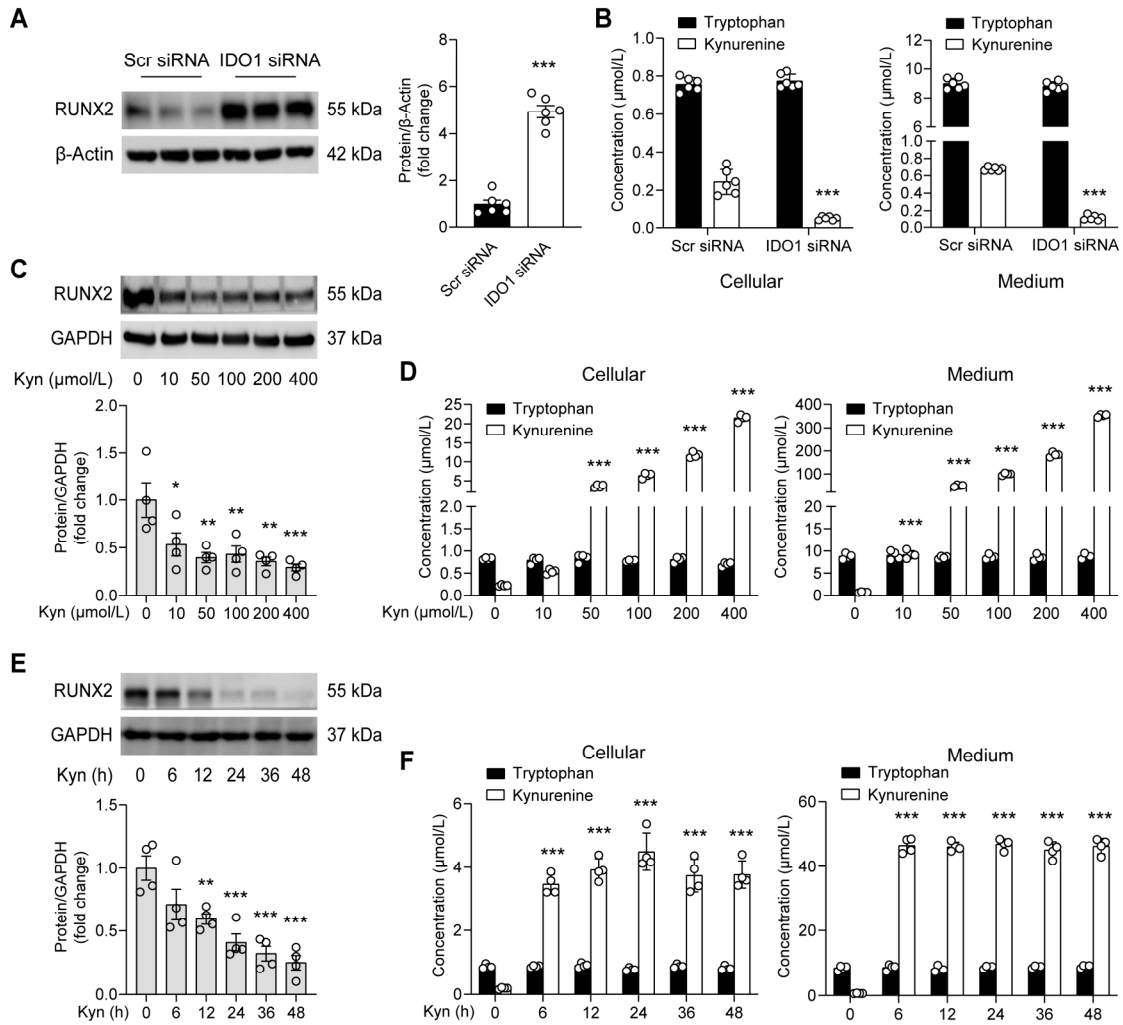 A
Scr siRNA IDO1 siRNA
RUNX2 55 kDa
β-Actin 42 kDa
Protein/β-Actin
(fold change)
8
6
4
2
0
***
Scr siRNA
IDO1 siRNA
B
Tryptophan
Kynurenine
Concentration (µmol/L)
1.0
0.8
0.6
0.4
0.2
0
***
Scr siRNA IDO1 siRNA
Cellular
Tryptophan
Kynurenine
Concentration (µmol/L)
12
10
8
6
1.0
0.8
0.6
0.4
0.2
0.0
***
Scr siRNA IDO1 siRNA
Medium
C
RUNX2 55 kDa
GAPDH 37 kDa
Kyn (µmol/L) 0 10 50 100 200 400
Protein/GAPDH
(fold change)
2.0
1.5
1.0
0.5
0
* ** ** ** ***
Kyn (µmol/L) 0 10 50 100 200 400
D
Cellular
Tryptophan
Kynurenine
Concentration (µmol/L)
25
20
15
10
5
2.0
1.5
1.0
0.5
0
*** *** *** ***
Kyn (µmol/L) 0 10 50 100 200 400
Medium
Tryptophan
Kynurenine
Concentration (µmol/L)
400
300
200
100
20
15
10
5
0
*** *** *** *** ***
0 10 50 100 200 400
E
RUNX2 55 kDa
GAPDH 37 kDa
Kyn (h) 0 6 12 24 36 48
Protein/GAPDH
(fold change)
1.5
1.0
0.5
0.0
** *** *** ***
Kyn (h) 0 6 12 24 36 48
F
Cellular
Tryptophan
Kynurenine
Concentration (µmol/L)
6
4
2
0
*** *** *** *** ***
Kyn (h) 0 6 12 24 36 48
Medium
Tryptophan
Kynurenine
Concentration (µmol/L)
60
40
20
0
*** *** *** *** ***
0 6 12 24 36 48